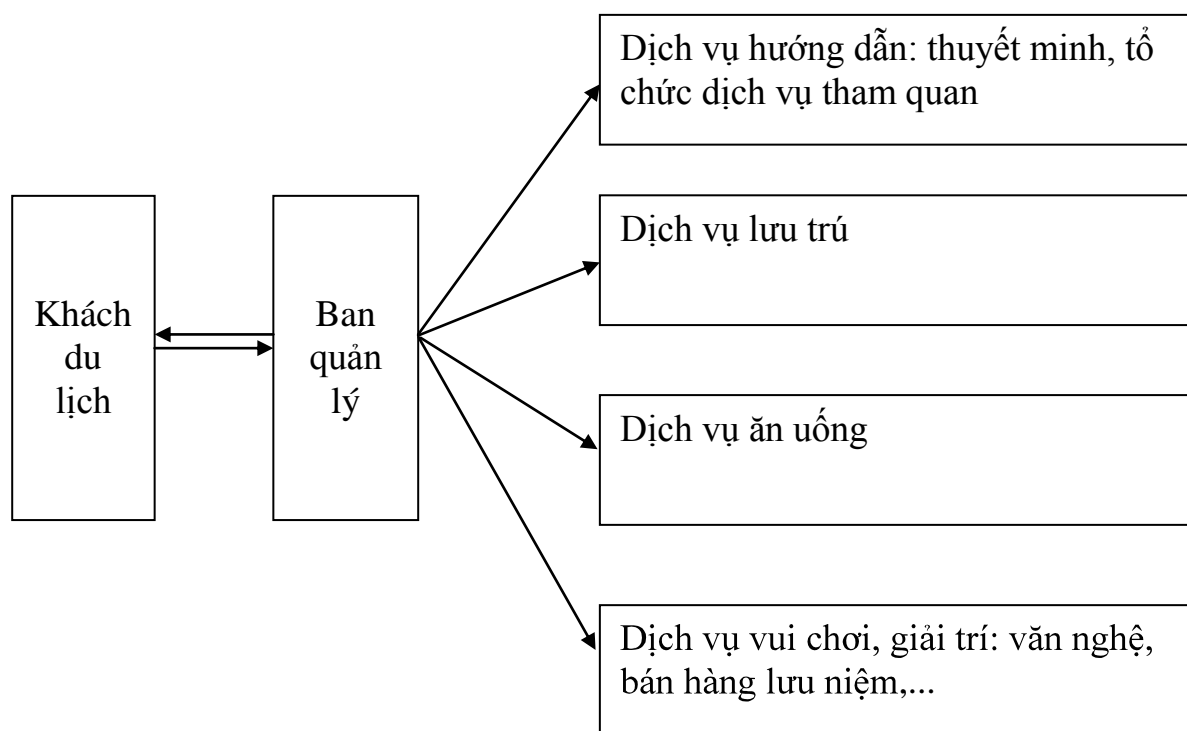 Dịch vụ hướng dẫn: thuyết minh, tổ
chức dịch vụ tham quan
Dịch vụ lưu trú
Khách
du
lịch
Ban
quản
lý
Dịch vụ ăn uống
Dịch vụ vui chơi, giải trí: văn nghệ,
bán hàng lưu niệm,...